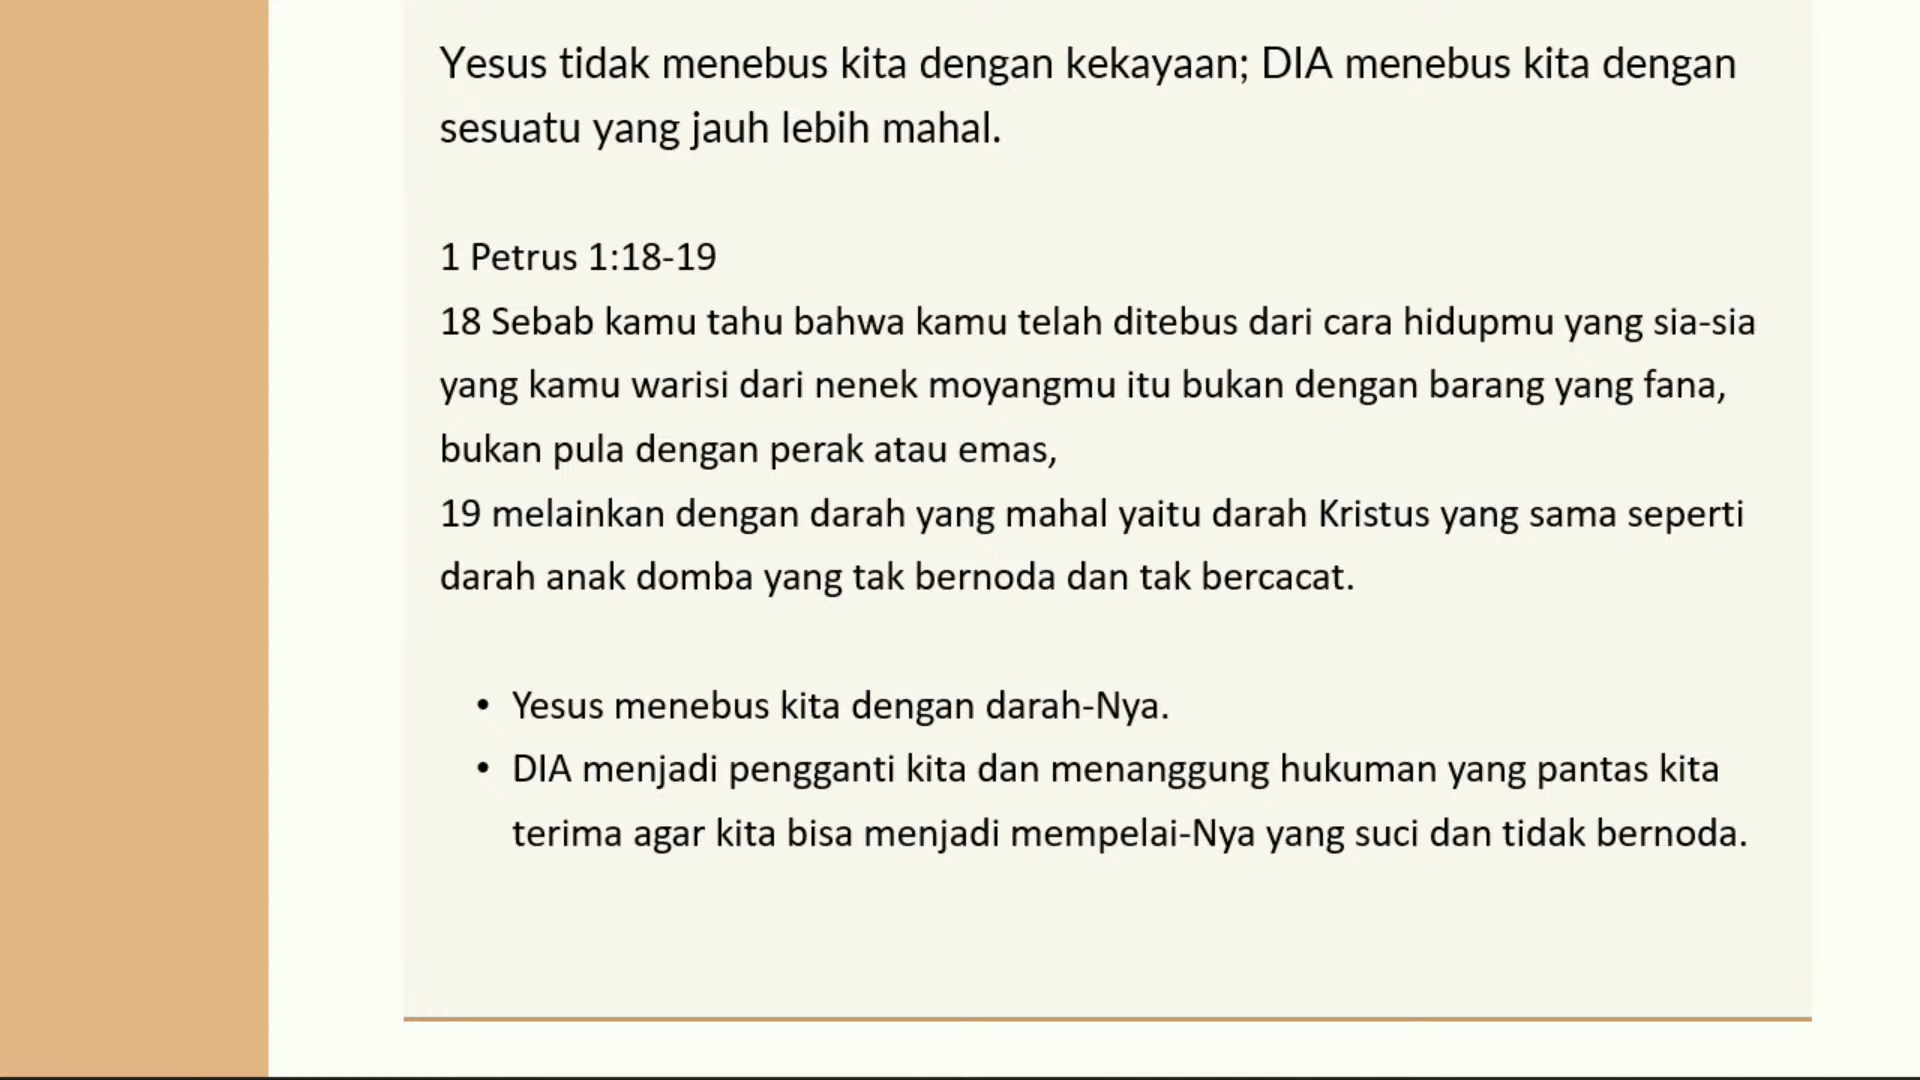 Yesus tidak menebus kita dengan kekayaan; DIA menebus kita dengan
sesuatu yang jauh lebih mahal.
1 Petrus 1:18-19
18 Sebab kamu tahu bahwa kamu telah ditebus dari cara hidupmu yang sia-sia
yang kamu warisi dari nenek moyangmu itu bukan dengan barang yang fana,
bukan pula dengan perak atau emas,
19 melainkan dengan darah yang mahal yaitu darah Kristus yang sama seperti
darah anak domba yang tak bernoda dan tak bercacat.
• Yesus menebus kita dengan darah-Nya.
• DIA menjadi pengganti kita dan menanggung hukuman yang pantas kita
terima agar kita bisa menjadi mempelai-Nya yang suci dan tidak bernoda.